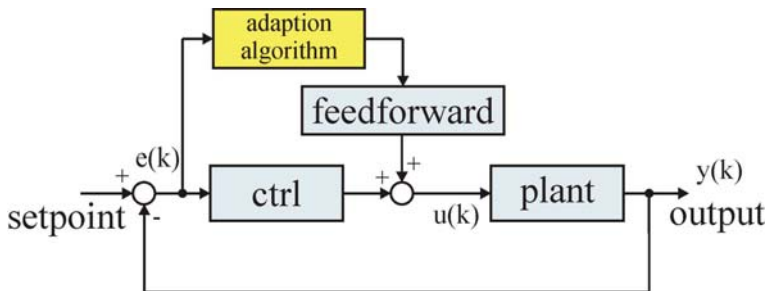 adaption
algorithm
feedforward
e(k)
+
+
+
ctrl
plant
y(k)
setpoint
-
u(k)
output